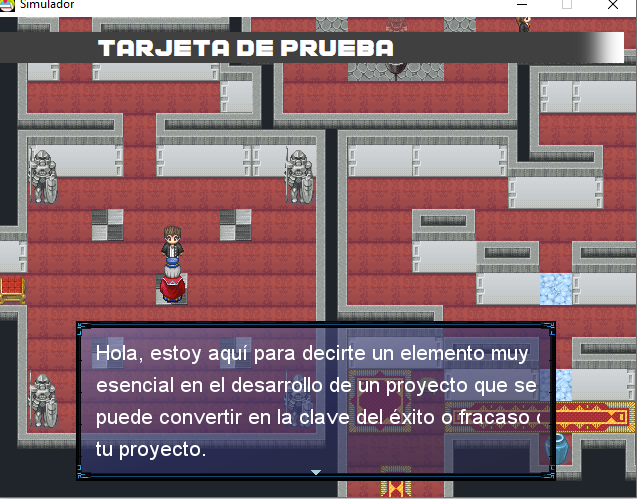 Simulador
TARJETA DE PRUEBA
Hola, estoy aquí para decirte un elemento muy
esencial en el desarrollo de un proyecto que se
puede convertir en la clave del éxito o fracaso
tu proyecto.